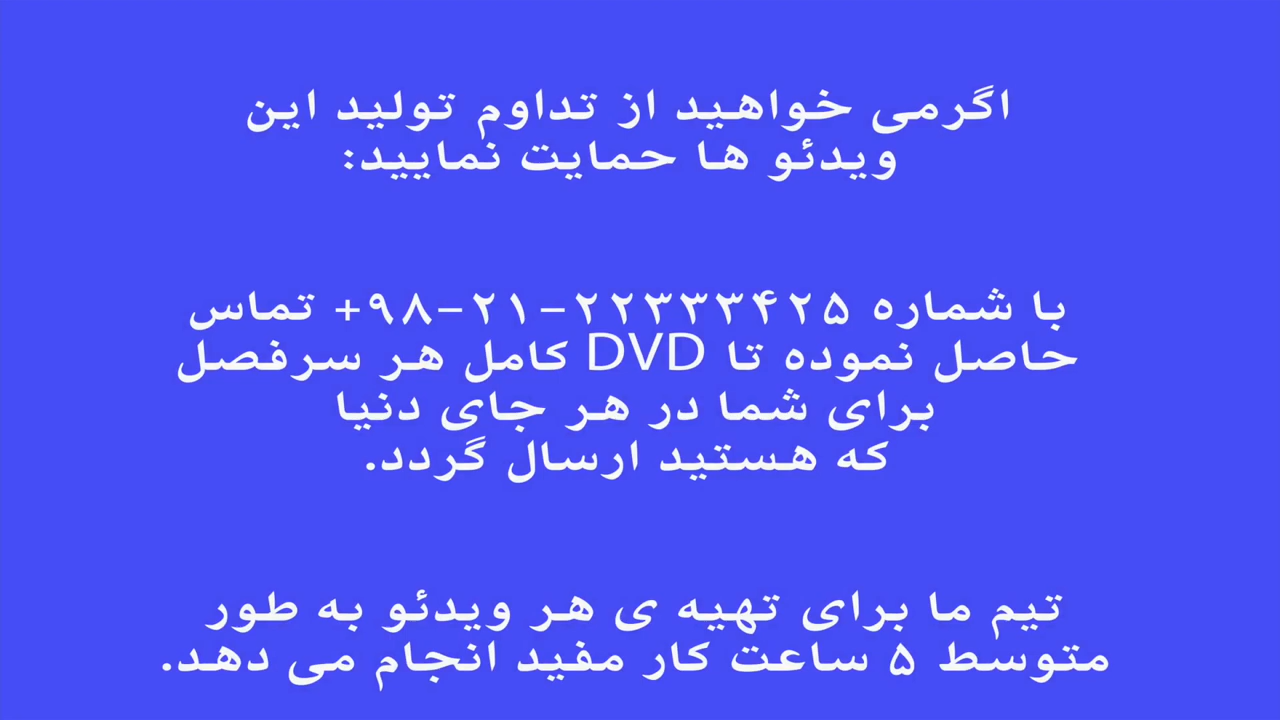 اگرمی خواهید از تداوم تولید این
ویدئو ها حمایت نمایید:
با شماره ۲۲۳۳۳۴۲۵-۲۱-۹۸+ تماس
حاصل نموده تا DVD کامل هر سرفصل
برای شما در هر جای دنیا
که هستید ارسال گردد.
تیم ما برای تهیه ی هر ویدئو به طور
متوسط ۵ ساعت کار مفید انجام می دهد.